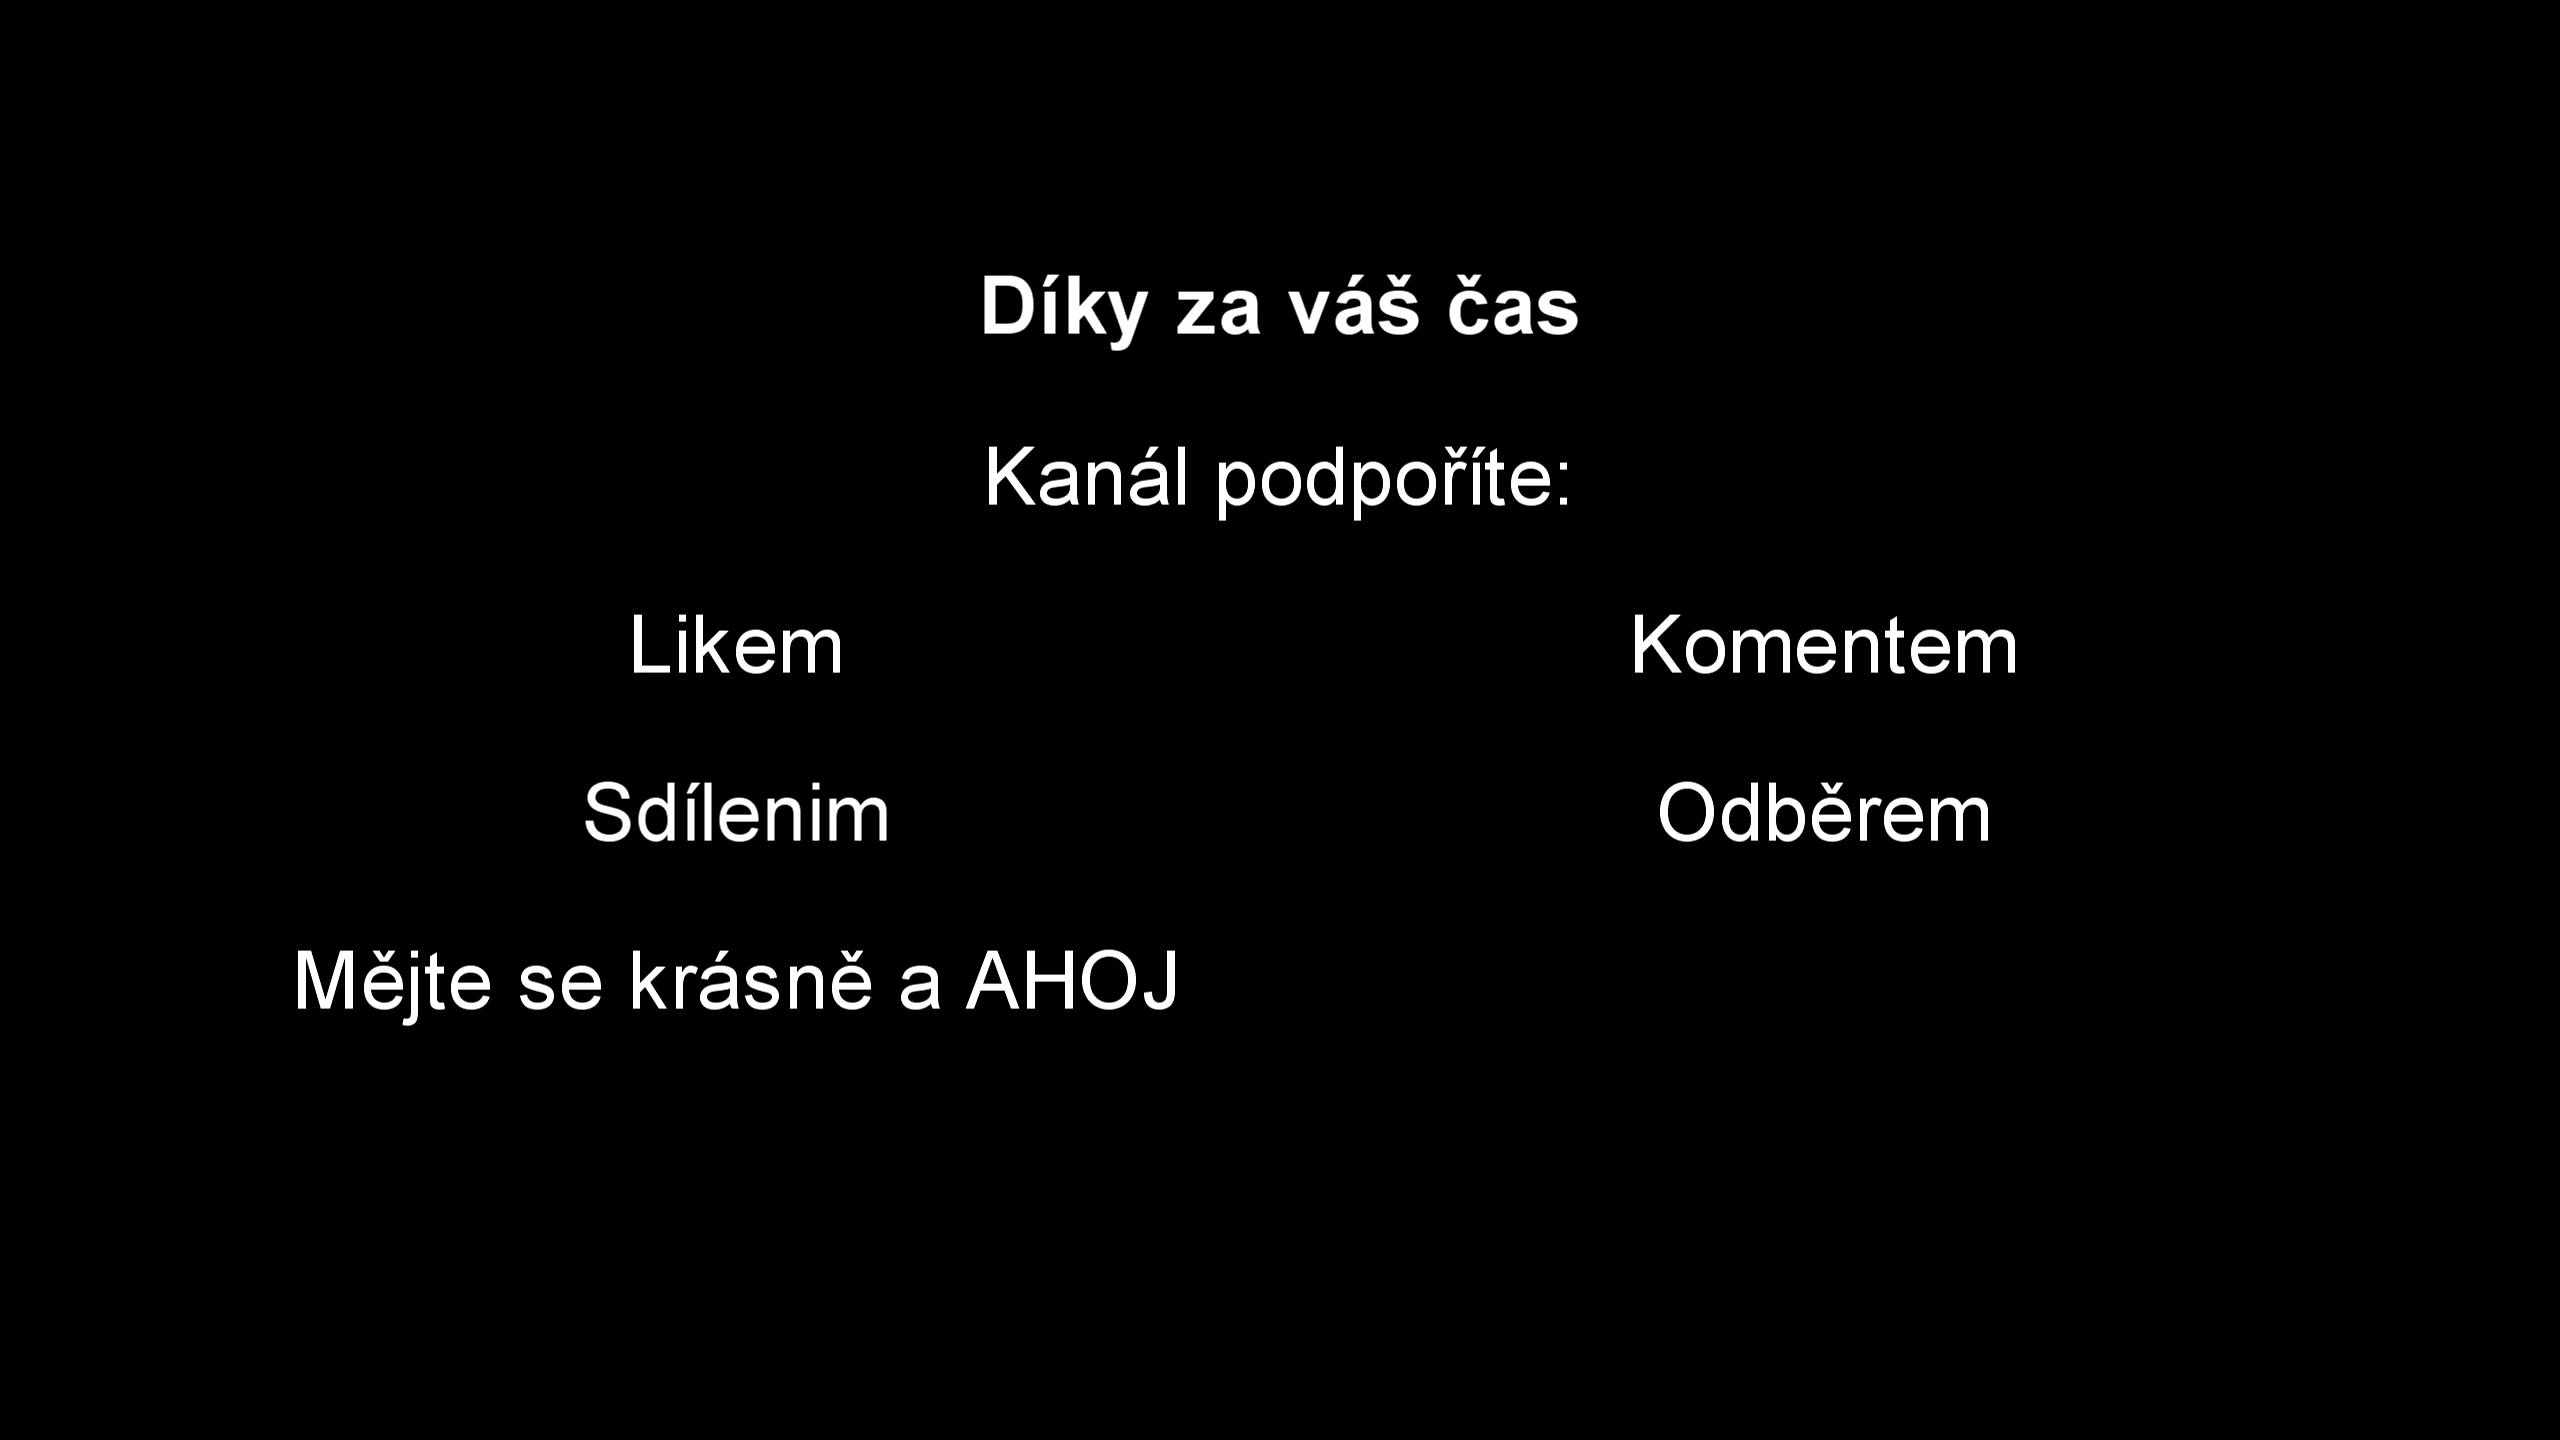 Díky za váš čas
Kanál podpoříte:
Likem Komentem
Sdílenim Odběrem
Mějte se krásně a AHOJ